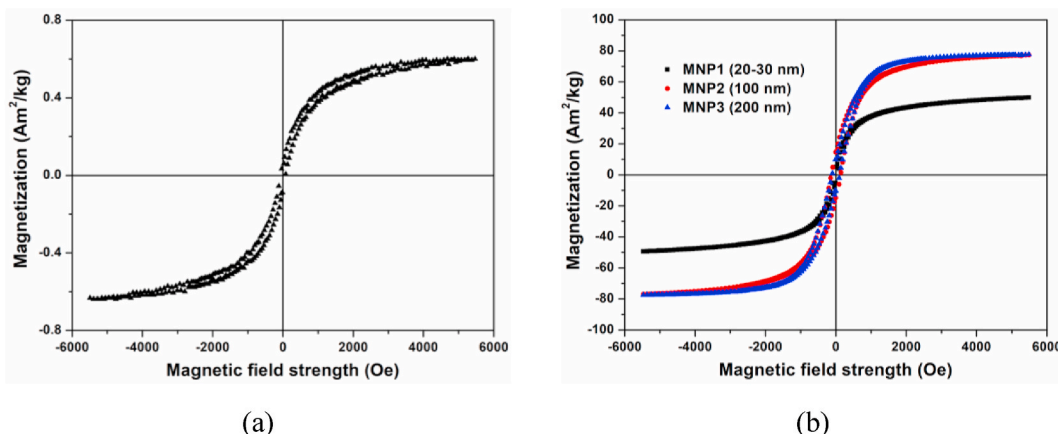 0.8
0.4
0.0
-0.4
-0.8
-6000 -4000 -2000 0 2000 4000 6000
Magnetization (Am²/kg)
Magnetic field strength (Oe)
(a)
100
80
60
40
20
0
-20
-40
-60
-80
-100
-6000 -4000 -2000 0 2000 4000 6000
Magnetization (Am²/kg)
Magnetic field strength (Oe)
MNP1 (20-30 nm)
MNP2 (100 nm)
MNP3 (200 nm)
(b)